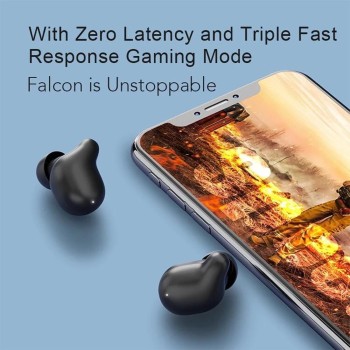 With Zero Latency and Triple Fast
Response Gaming Mode
Falcon is Unstoppable